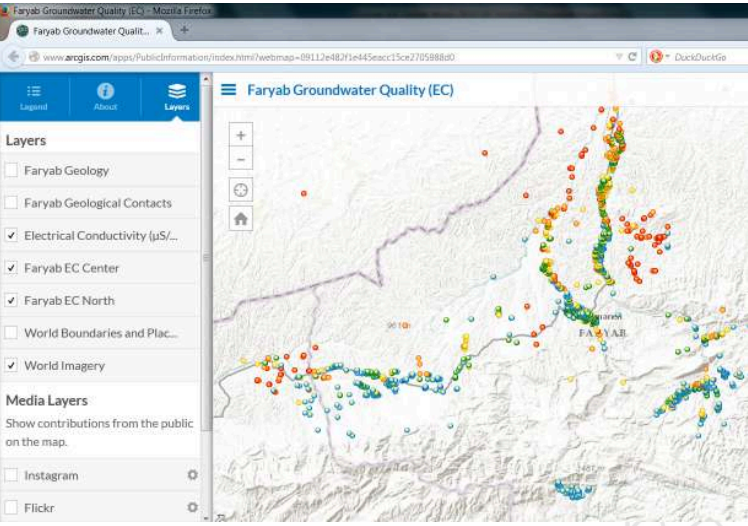 Faryab Groundwater Quality (EC) - Mozilla Firefox
Faryab Groundwater Qualit... × +
www.arcgis.com/apps/PublicInformation/index.html?webmap=09112e482f1e445eacc15ce2705988d0
DuckDuckGo
Legend About Layers
Faryab Groundwater Quality (EC)
Layers
Faryab Geology
Faryab Geological Contacts
Electrical Conductivity (µS/...
Faryab EC Center
Faryab EC North
World Boundaries and Plac...
World Imagery
Media Layers
Show contributions from the public
on the map.
Instagram
Flickr
+
−